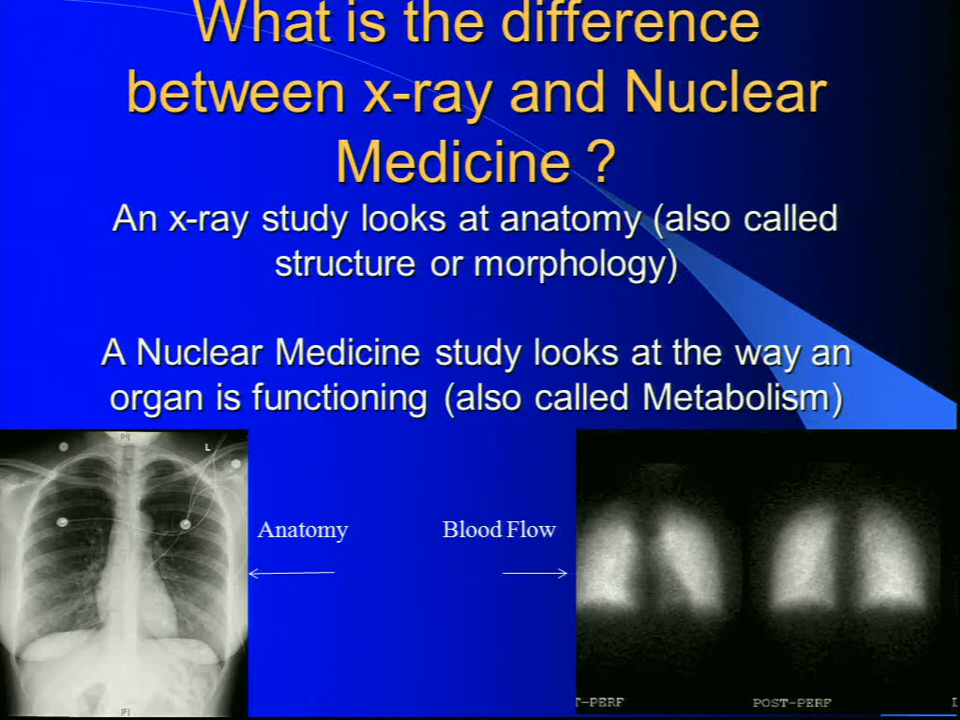 What is the difference
between x-ray and Nuclear
Medicine ?
An x-ray study looks at anatomy (also called
structure or morphology)
A Nuclear Medicine study looks at the way an
organ is functioning (also called Metabolism)
[H]
L
Anatomy
Blood Flow
T-PERF
POST-PERF
[F]